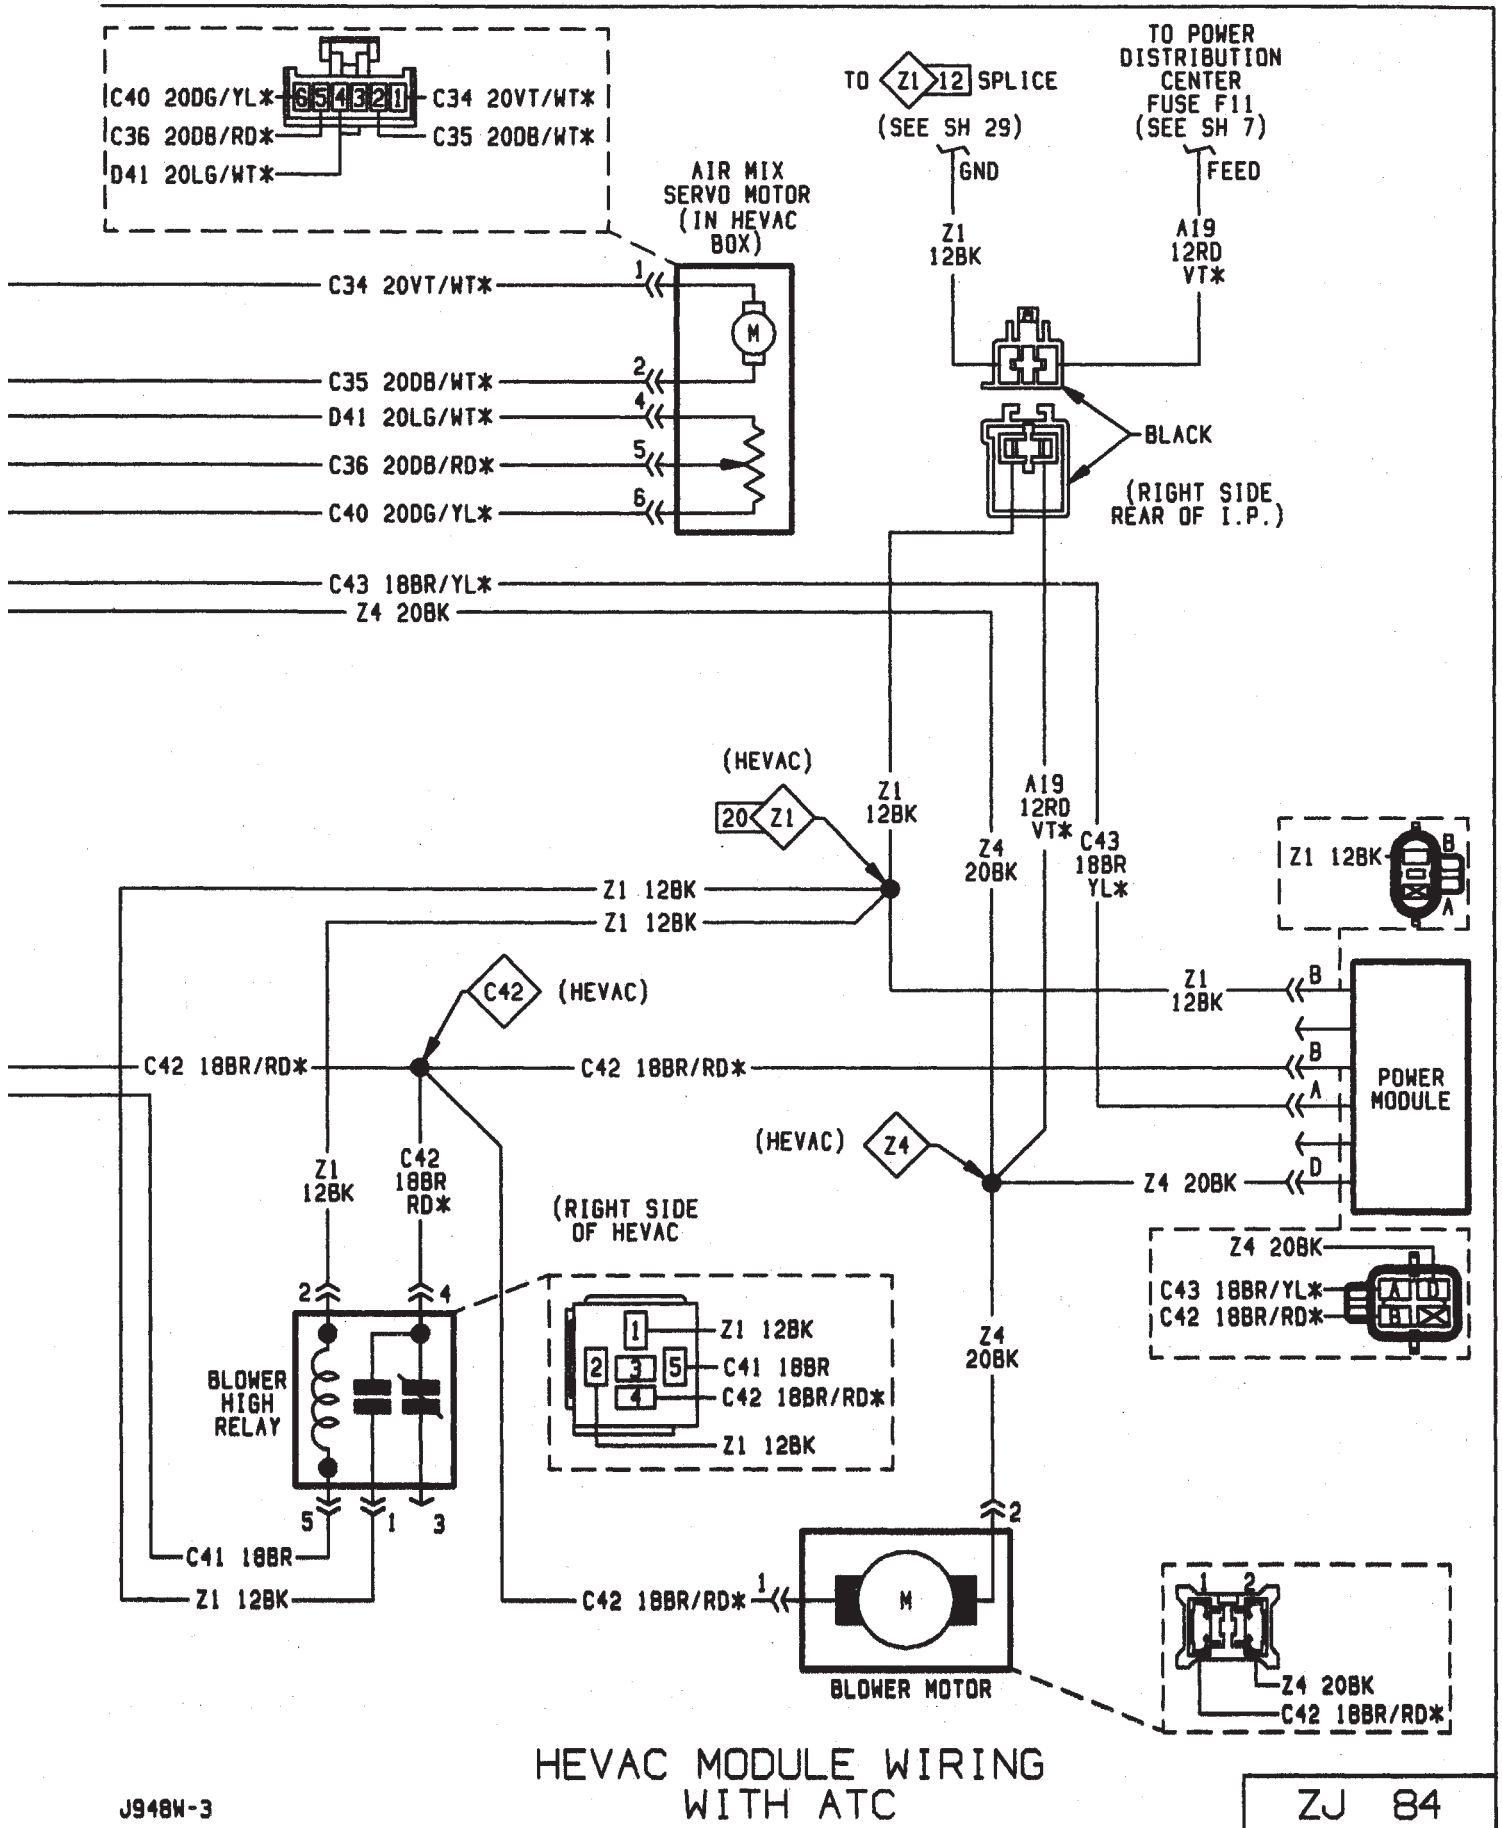 C40 20DG/YL*
6 5 4 3 2 1
C34 20VT/WT*
C36 20DB/RD*
C35 20DB/WT*
D41 20LG/WT*
AIR MIX
SERVO MOTOR
(IN HEVAC
BOX)
TO Z1 12 SPLICE
(SEE SH 29)
GND
TO POWER
DISTRIBUTION
CENTER
FUSE F11
(SEE SH 7)
FEED
Z1
12BK
A19
12RD
VT*
C34 20VT/WT*
1
M
C35 20DB/WT*
2
D41 20LG/WT*
4
C36 20DB/RD*
5
C40 20DG/YL*
6
BLACK
(RIGHT SIDE
REAR OF I.P.)
C43 18BR/YL*
Z4 20BK
(HEVAC)
20 Z1
Z1
12BK
A19
12RD
VT*
Z4
20BK
C43
18BR
YL*
Z1 12BK
B
A
Z1 12BK
Z1 12BK
C42
(HEVAC)
Z1
12BK
B
C42 18BR/RD*
C42 18BR/RD*
B
A
POWER
MODULE
(HEVAC)
Z4
Z4 20BK
D
Z1
12BK
C42
18BR
RD*
(RIGHT SIDE
OF HEVAC
Z4 20BK
C43 18BR/YL*
A D
C42 18BR/RD*
B
2
4
BLOWER
HIGH
RELAY
1
Z1 12BK
2 3 5
C41 18BR
4
C42 18BR/RD*
Z1 12BK
Z4
20BK
5
1
3
C41 18BR
Z1 12BK
2
C42 18BR/RD*
1
M
BLOWER MOTOR
1 2
Z4 20BK
C42 18BR/RD*
HEVAC MODULE WIRING
WITH ATC
J948W-3
ZJ 84